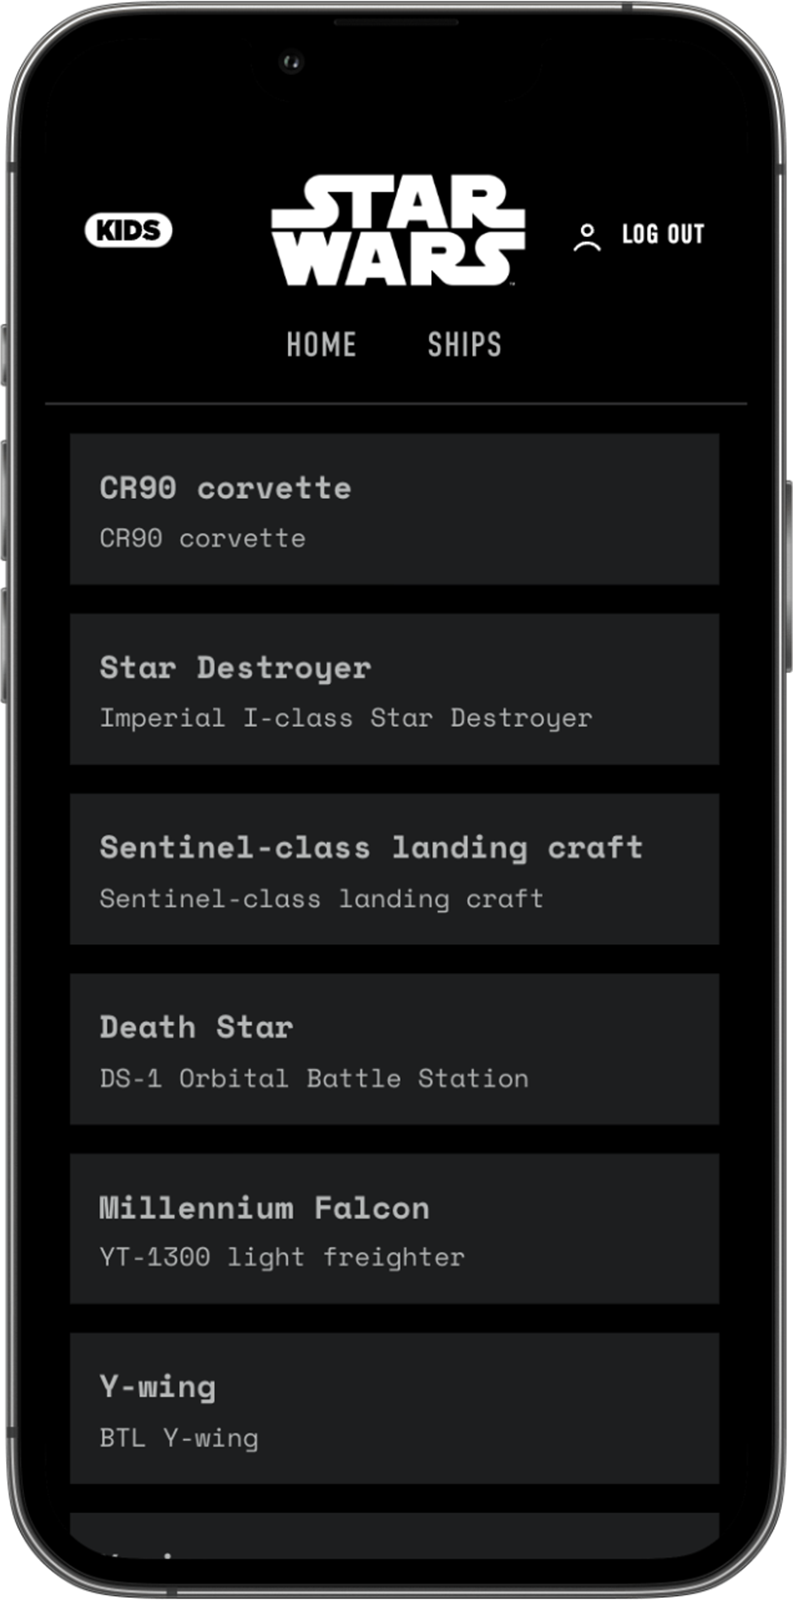 KIDS
STAR
WARS
LOG OUT
HOME SHIPS
CR90 corvette
CR90 corvette
Star Destroyer
Imperial I-class Star Destroyer
Sentinel-class landing craft
Sentinel-class landing craft
Death Star
DS-1 Orbital Battle Station
Millennium Falcon
YT-1300 light freighter
Y-wing
BTL Y-wing